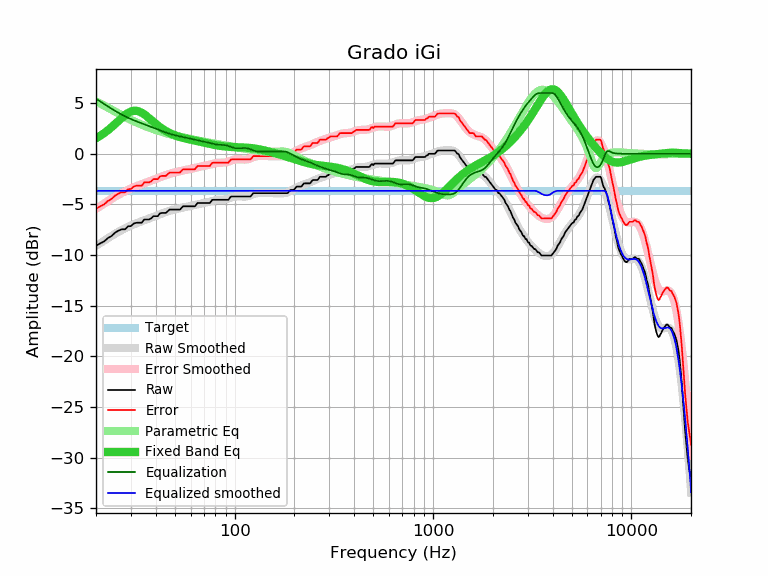 Grado iGi
5
0
−5
−10
−15
−20
−25
−30
−35
Amplitude (dBr)
Target
Raw Smoothed
Error Smoothed
Raw
Error
Parametric Eq
Fixed Band Eq
Equalization
Equalized smoothed
100 1000 10000
Frequency (Hz)